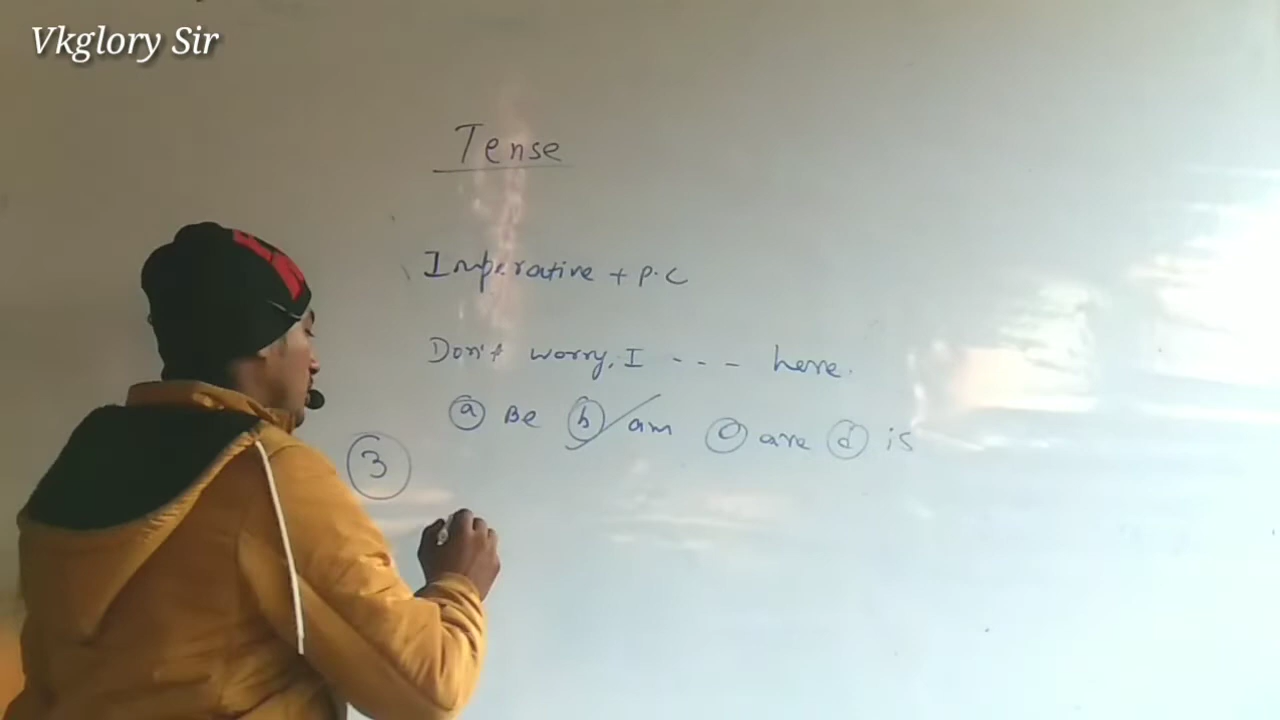 Vkglory Sir
Tense
Imperative + P.C
Don't worry, I - - - here.
ⓐ Be ⓑ am ⓒ are ⓓ is
③